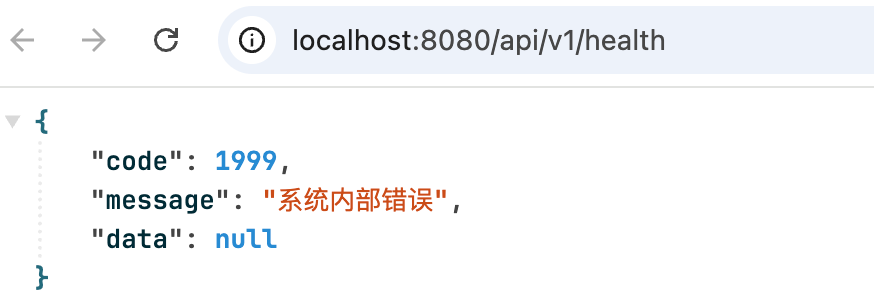 localhost:8080/api/v1/health
{
"code": 1999,
"message": "系统内部错误",
"data": null
}